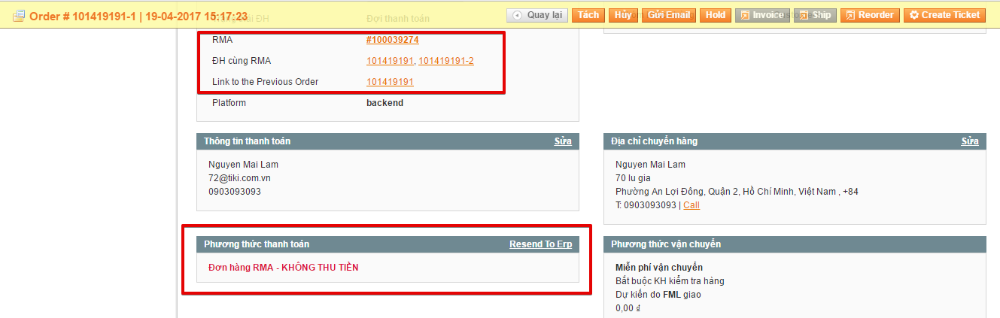 Order # 101419191-1 | 19-04-2017 15:17:23
Quay lại Tách Hủy Gửi Email Hold Invoice Ship Reorder Create Ticket
Đợi thanh toán
RMA #100039274
ĐH cùng RMA 101419191, 101419191-2
Link to the Previous Order 101419191
Platform backend
Thông tin thanh toán Sửa
Nguyen Mai Lam
72@tiki.com.vn
0903093093
Địa chỉ chuyển hàng Sửa
Nguyen Mai Lam
70 lu gia
Phường An Lợi Đông, Quận 2, Hồ Chí Minh, Việt Nam , +84
T: 0903093093 | Call
Phương thức thanh toán Resend To Erp
Đơn hàng RMA - KHÔNG THU TIỀN
Phương thức vận chuyển
Miễn phí vận chuyển
Bắt buộc KH kiểm tra hàng
Dự kiến do FML giao
0,00 ₫